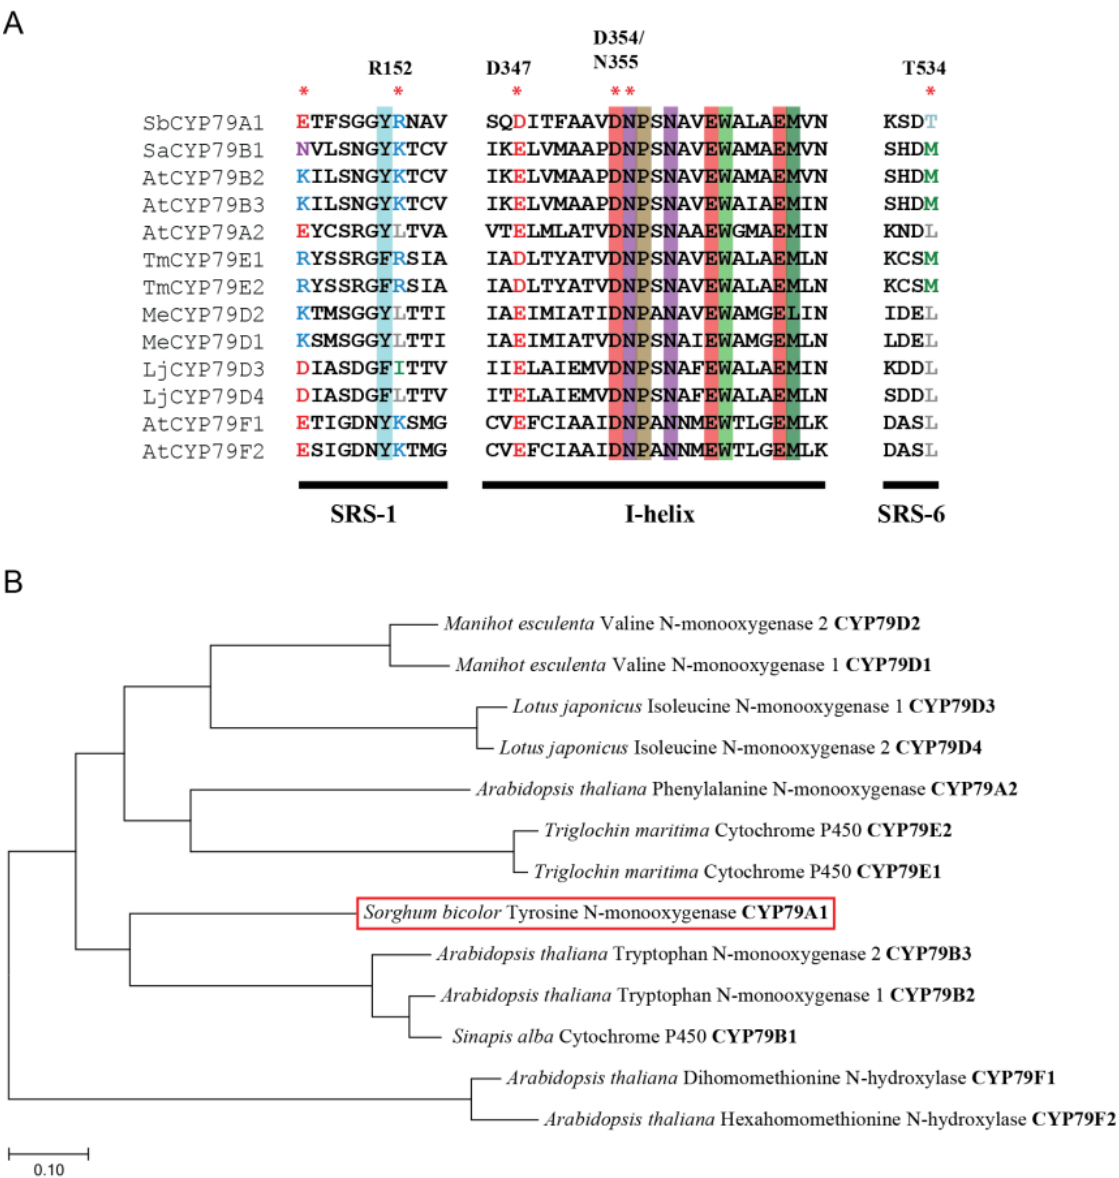 A
D354/
R152 D347 N355 T534
* * * * * *
SbCYP79A1 ETFSGGYRNAV SQDITFAAVDNPSNAVEWALAEMVN KSDT
SaCYP79B1 NVLSNGYKTCV IKELVMAAPDNPSNAVEWAMAEMVN SHDM
AtCYP79B2 KILSNGYKTCV IKELVMAAPDNPSNAVEWAMAEMVN SHDM
AtCYP79B3 KILSNGYKTCV IKELVMAAPDNPSNAVEWAIAEMIN SHDM
AtCYP79A2 EYCSRGYLTVA VTELMLATVDNPSNAAEWGMAEMIN KNDL
TmCYP79E1 RYSSRGFRSIA IADLTYATVDNPSNAVEWALAEMVN KCSM
TmCYP79E2 RYSSRGFRSIA IADLTYATVDNPSNAVEWALSEMLN KCSM
MeCYP79D2 KTMSGGYLTTI IAEIMIATIDNPANAVEWAMGELIN IDEL
MeCYP79D1 KSMSGGYLTTI IAEIMIATVDNPSNAIEWAMGEMLN LDEL
LjCYP79D3 DIASDGFITTV IIELAIEMVDNPSNAFEWALAEMIN KDDL
LjCYP79D4 DIASDGFLTTV ITELAIEMVDNPSNAFEWALAEMLN SDDL
AtCYP79F1 ETIGDNYKSMG CVEFCIAAIDNPANNMEWTLGEMLK DASL
AtCYP79F2 ESIGDNYKTMG CVEFCIAAIDNPANNMEWTLGEMLK DASL
SRS-1 I-helix SRS-6
B
Manihot esculenta Valine N-monooxygenase 2 CYP79D2
Manihot esculenta Valine N-monooxygenase 1 CYP79D1
Lotus japonicus Isoleucine N-monooxygenase 1 CYP79D3
Lotus japonicus Isoleucine N-monooxygenase 2 CYP79D4
Arabidopsis thaliana Phenylalanine N-monooxygenase CYP79A2
Triglochin maritima Cytochrome P450 CYP79E2
Triglochin maritima Cytochrome P450 CYP79E1
Sorghum bicolor Tyrosine N-monooxygenase CYP79A1
Arabidopsis thaliana Tryptophan N-monooxygenase 2 CYP79B3
Arabidopsis thaliana Tryptophan N-monooxygenase 1 CYP79B2
Sinapis alba Cytochrome P450 CYP79B1
Arabidopsis thaliana Dihomomethionine N-hydroxylase CYP79F1
Arabidopsis thaliana Hexahomomethionine N-hydroxylase CYP79F2
0.10